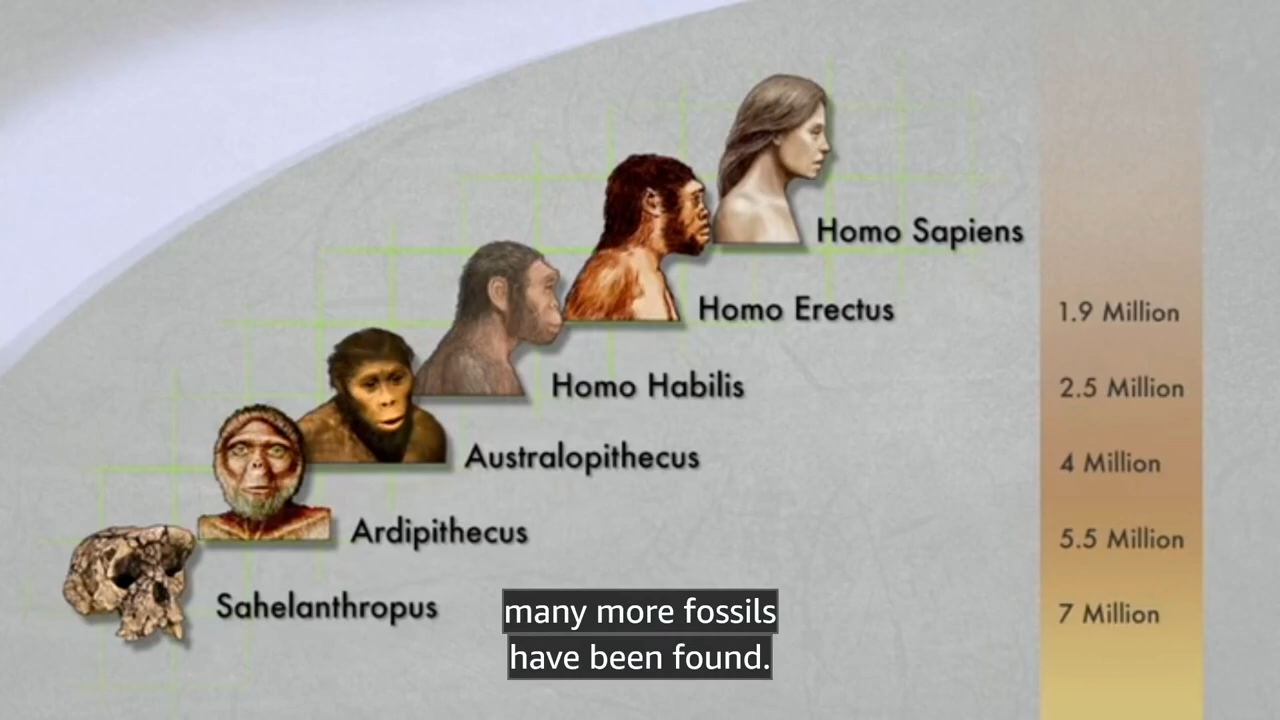 Homo Sapiens
Homo Erectus
1.9 Million
Homo Habilis
2.5 Million
Australopithecus
4 Million
Ardipithecus
5.5 Million
Sahelanthropus
7 Million
many more fossils
have been found.